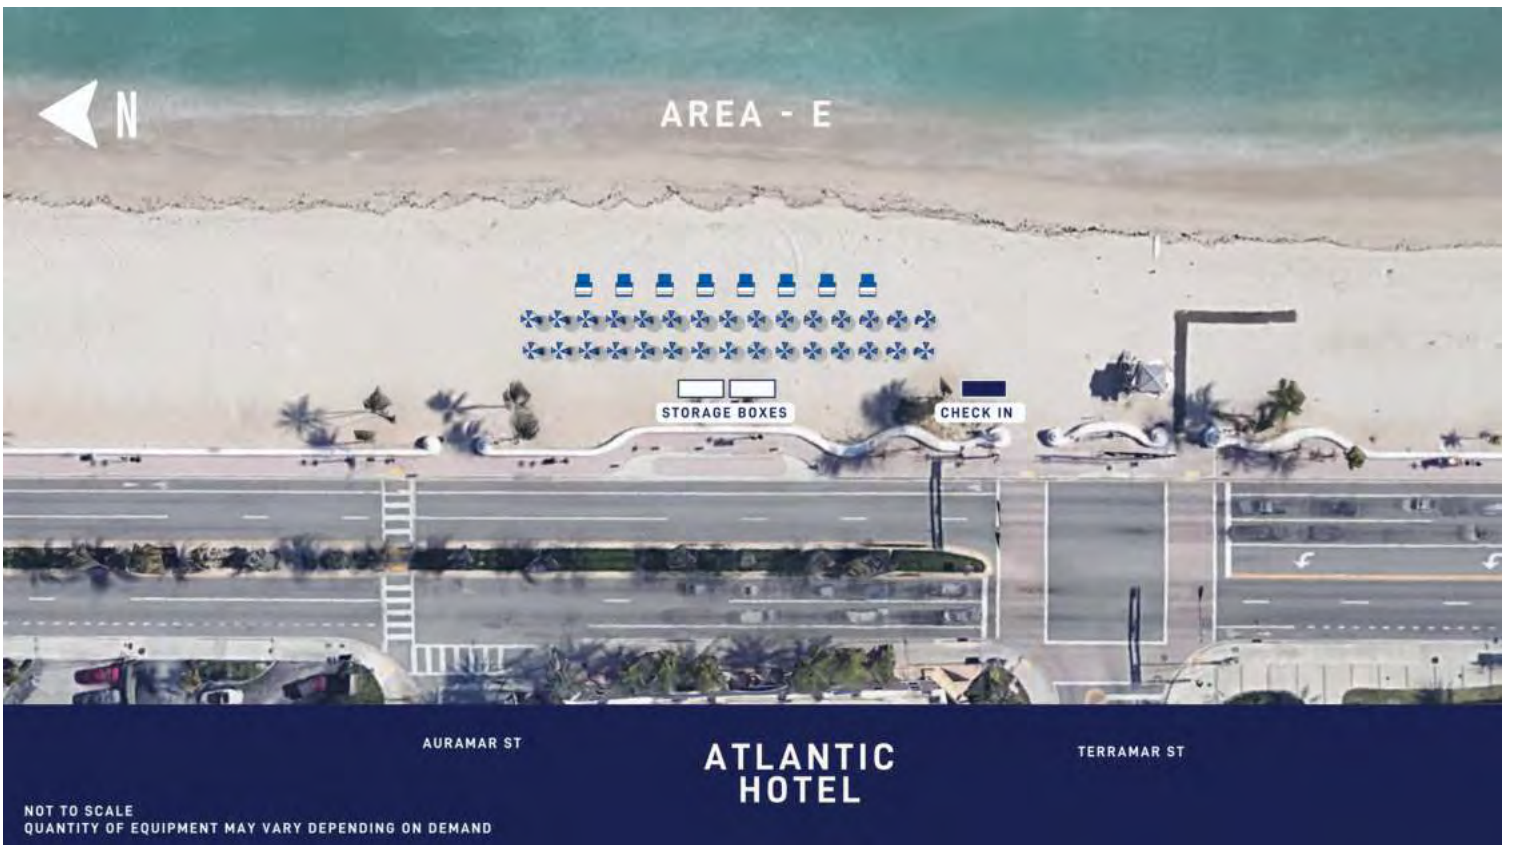 N
AREA - E
STORAGE BOXES
CHECK IN
AURAMAR ST
ATLANTIC
HOTEL
TERRAMAR ST
NOT TO SCALE
QUANTITY OF EQUIPMENT MAY VARY DEPENDING ON DEMAND